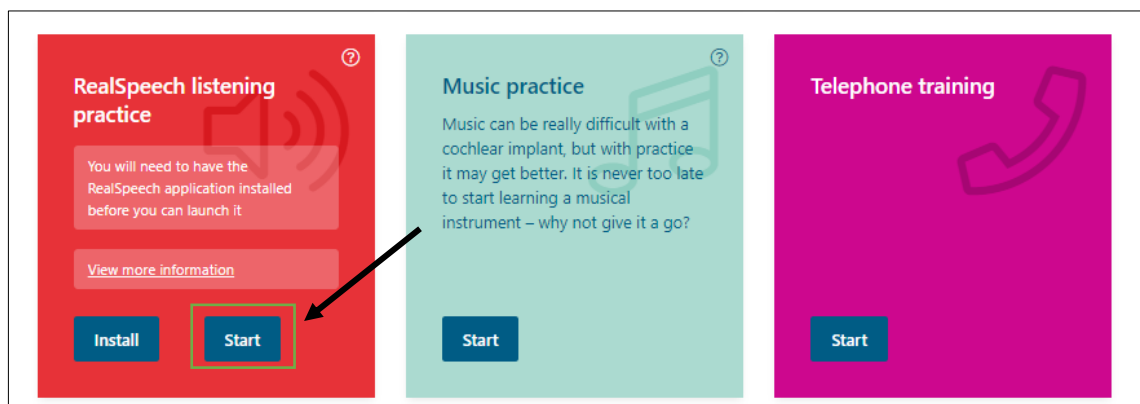 RealSpeech listening
practice
You will need to have the
RealSpeech application installed
before you can launch it
View more information
Install
Start
Music practice
Music can be really difficult with a
cochlear implant, but with practice
it may get better. It is never too late
to start learning a musical
instrument – why not give it a go?
Start
Telephone training
Start